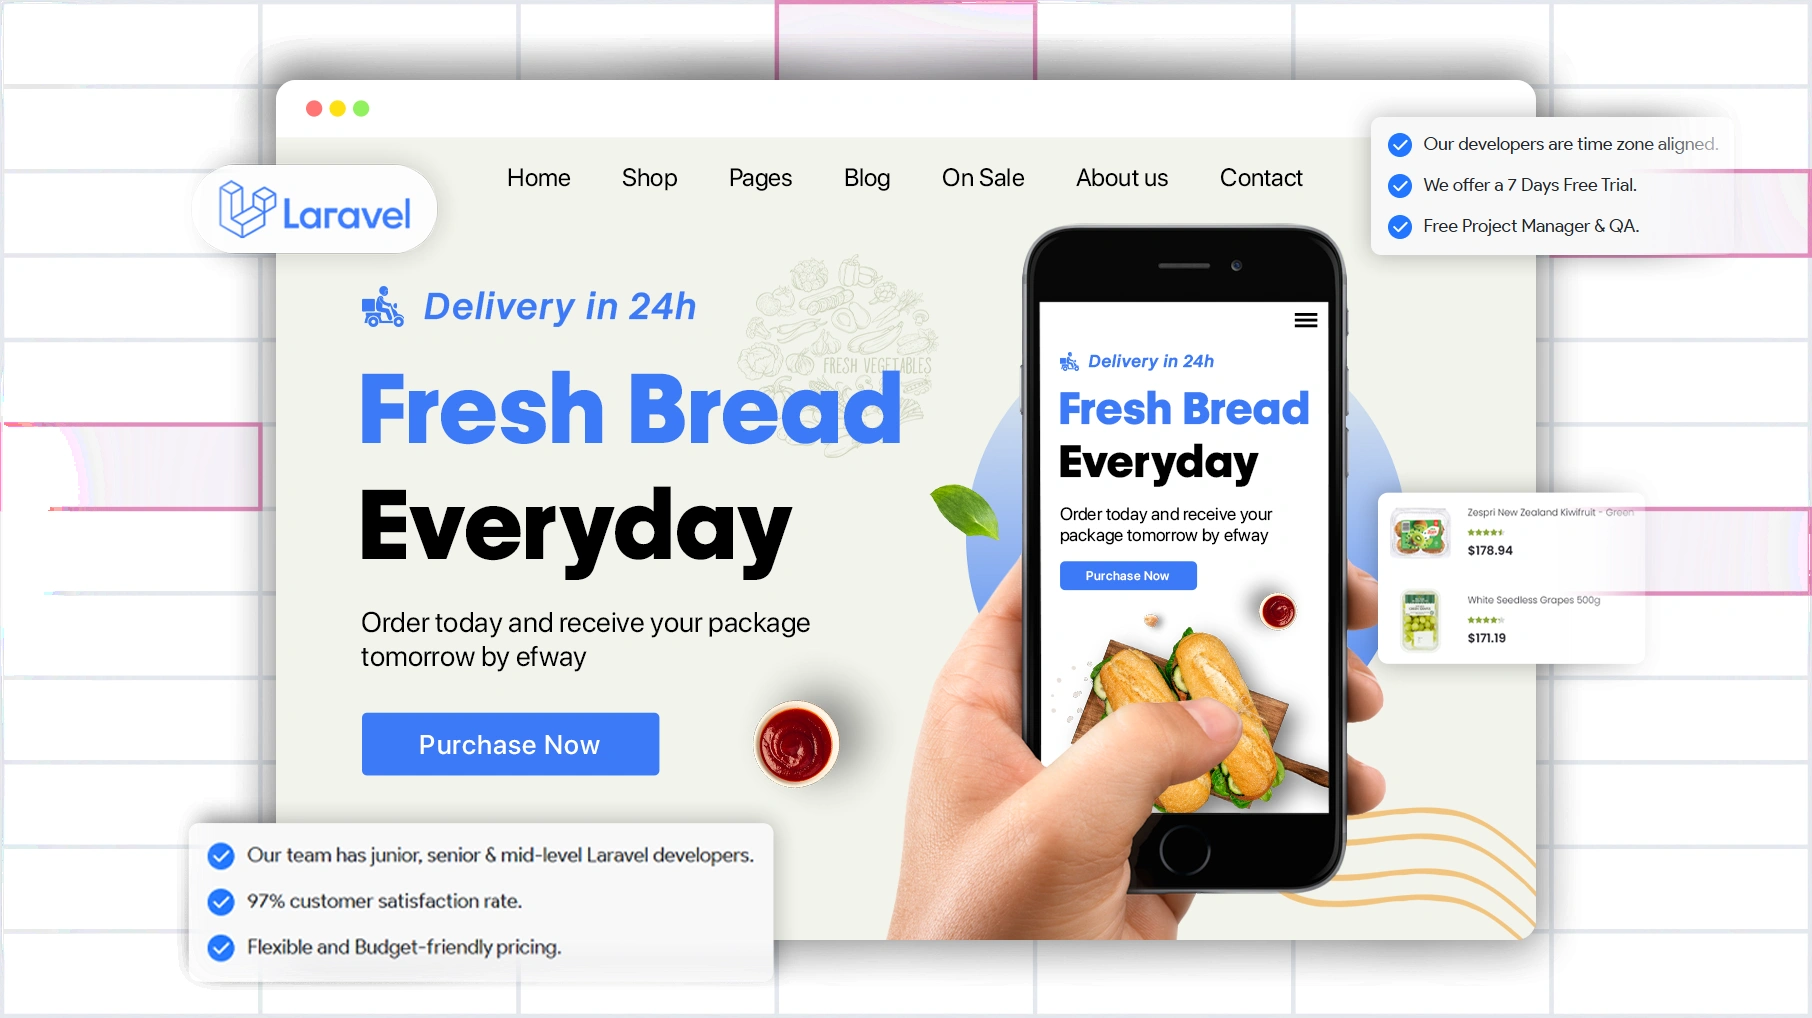 Home Shop Pages Blog On Sale About us Contact
Laravel
Our developers are time zone aligned.
We offer a 7 Days Free Trial.
Free Project Manager & QA.
Delivery in 24h
FRESH VEGETABLES
Fresh Bread
Everyday
Order today and receive your package
tomorrow by efway
Purchase Now
Delivery in 24h
Fresh Bread
Everyday
Order today and receive your
package tomorrow by efway
Purchase Now
Zespri New Zealand Kiwifruit - Green
$178.94
White Seedless Grapes 500g
$171.19
Our team has junior, senior & mid-level Laravel developers.
97% customer satisfaction rate.
Flexible and Budget-friendly pricing.